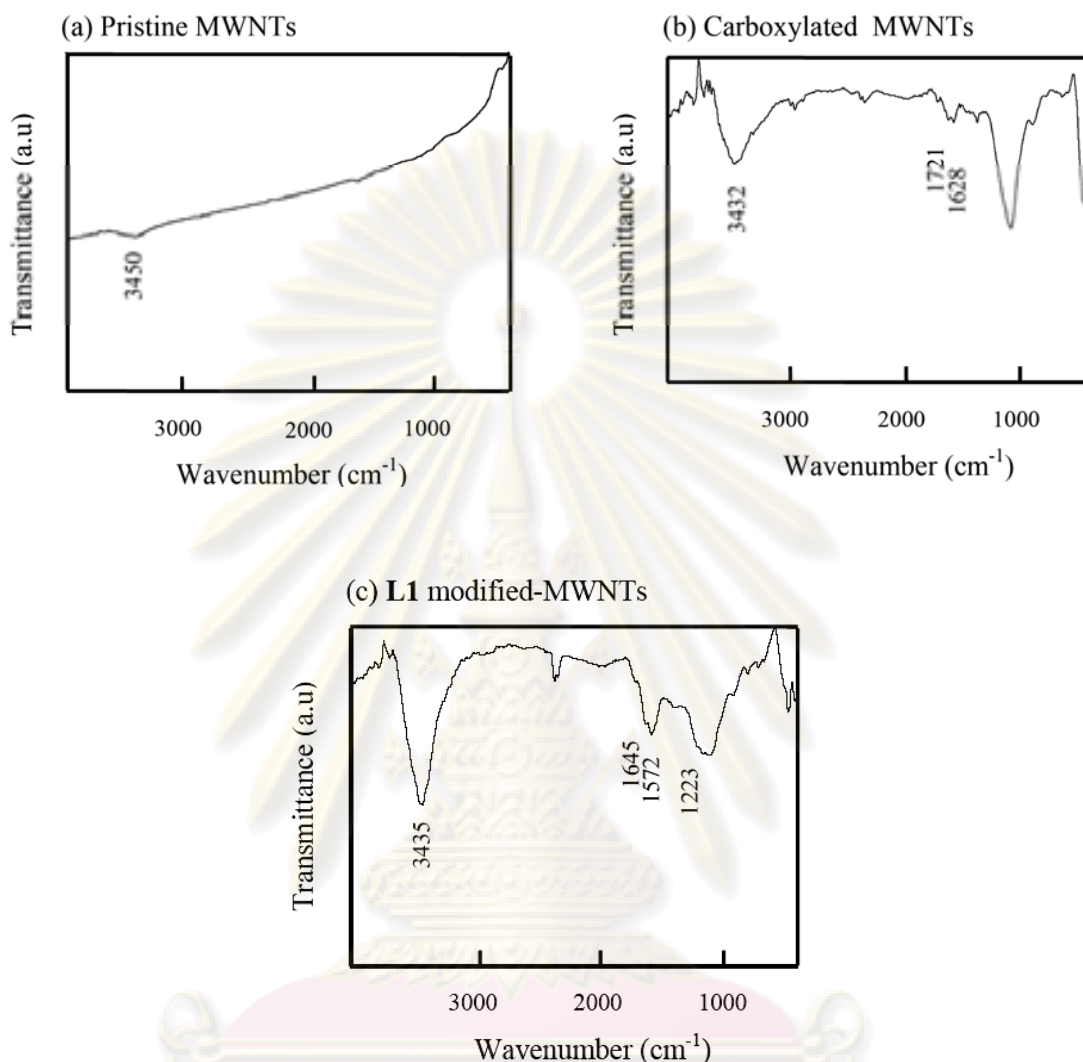 (a) Pristine MWNTs
Transmittance (a.u)
3450
3000 2000 1000
Wavenumber (cm-1)
(b) Carboxylated MWNTs
Transmittance (a.u)
3432
1721
1628
3000 2000 1000
Wavenumber (cm-1)
(c) L1 modified-MWNTs
Transmittance (a.u)
3435
1645
1572
1223
3000 2000 1000
Wavenumber (cm-1)